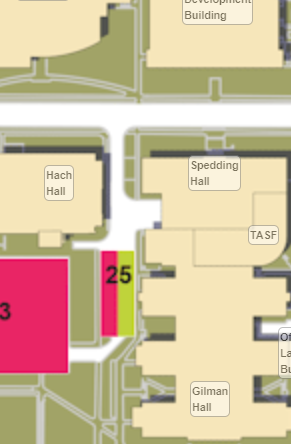 Development
Building
Spedding
Hall
Hach
Hall
TASF
25
3
Gilman
Hall